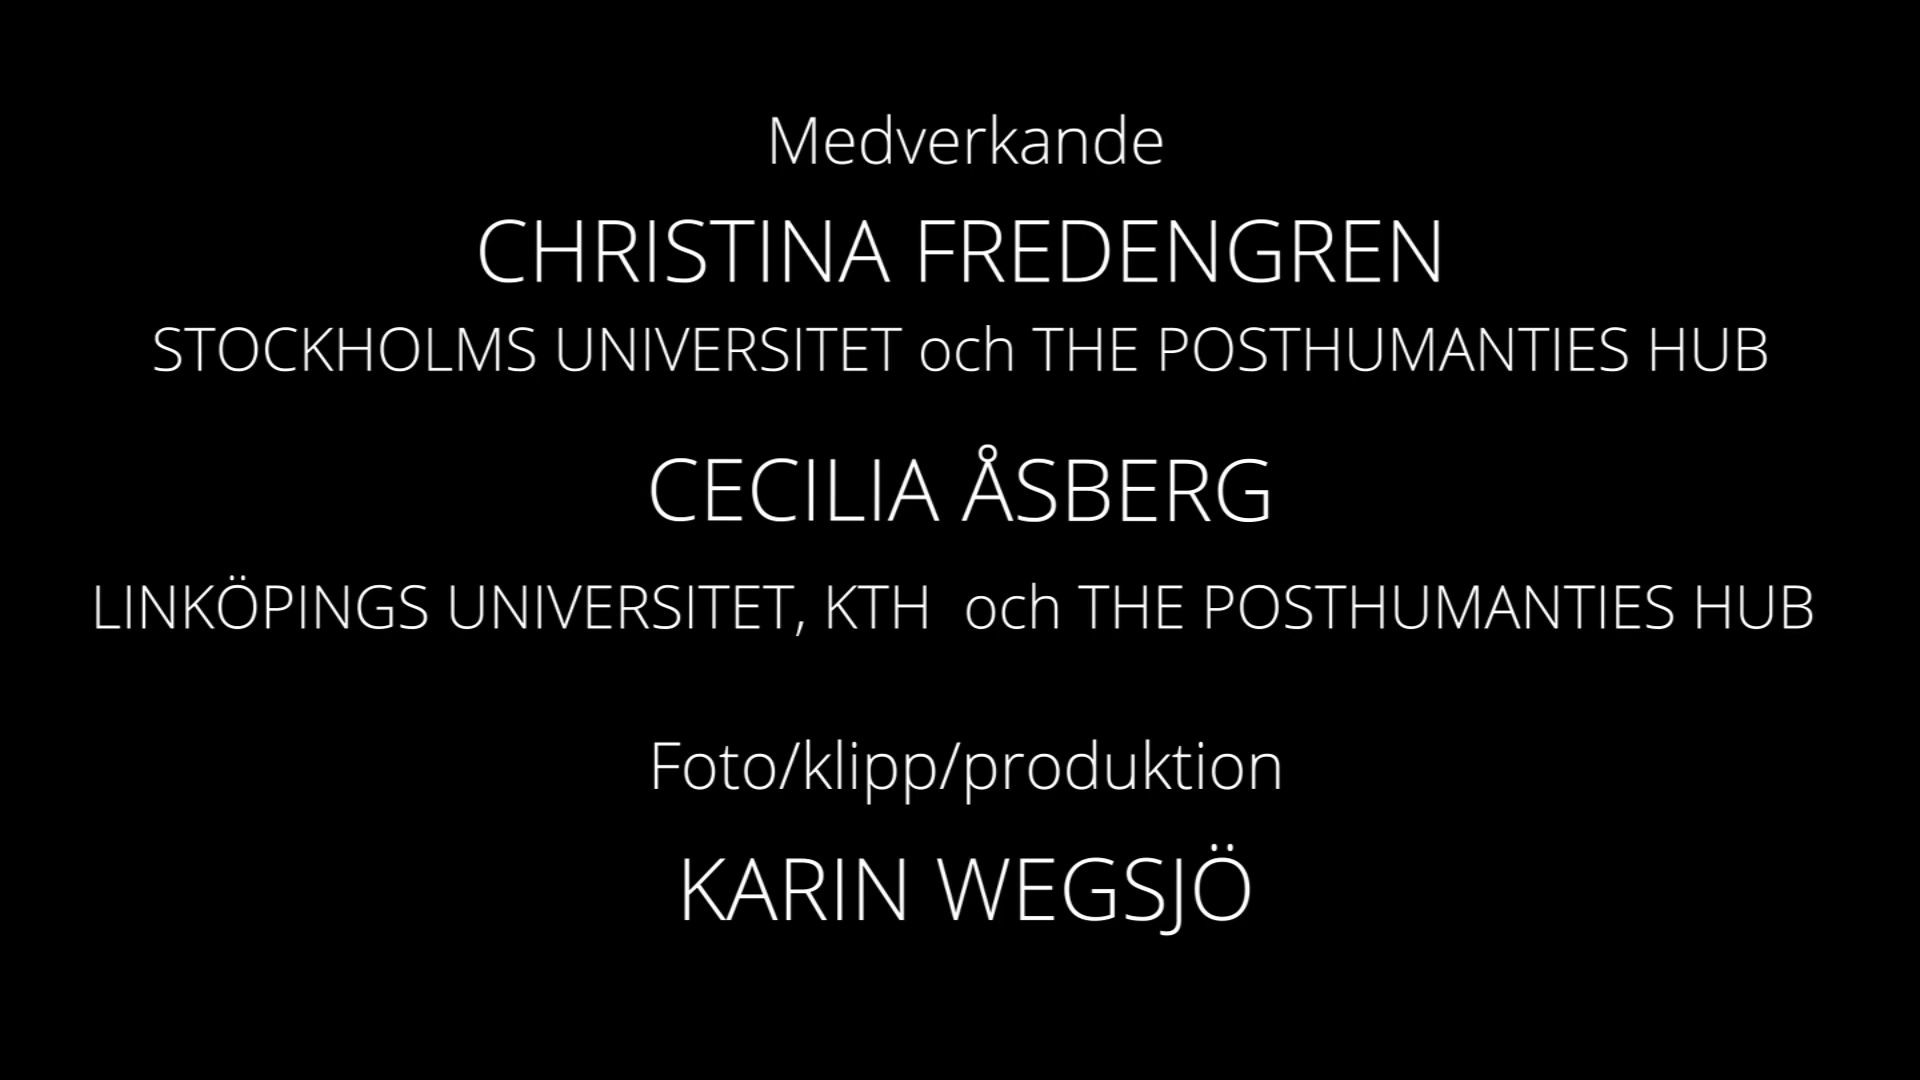 Medverkande
CHRISTINA FREDENGREN
STOCKHOLMS UNIVERSITET och THE POSTHUMANTIES HUB
CECILIA ÅSBERG
LINKÖPINGS UNIVERSITET, KTH  och THE POSTHUMANTIES HUB
Foto/klipp/produktion
KARIN WEGSJÖ